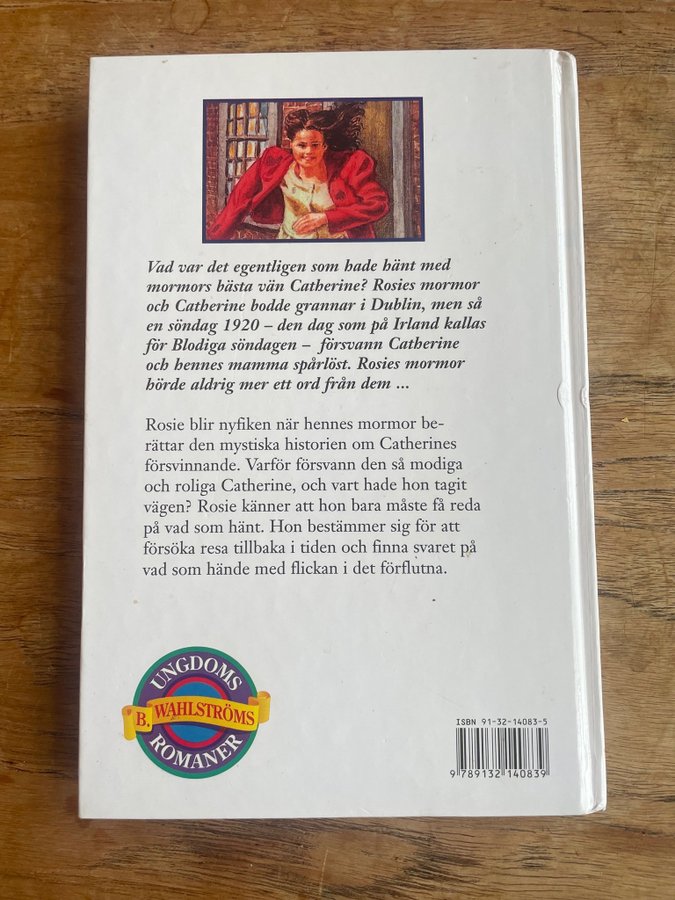 Vad var det egentligen som hade hänt med
mormors bästa vän Catherine? Rosies mormor
och Catherine bodde grannar i Dublin, men så
en söndag 1920 – den dag som på Irland kallas
för Blodiga söndagen – försvann Catherine
och hennes mamma spårlöst. Rosies mormor
hörde aldrig mer ett ord från dem ...
Rosie blir nyfiken när hennes mormor be-
rättar den mystiska historien om Catherines
försvinnande. Varför försvann den så modiga
och roliga Catherine, och vart hade hon tagit
vägen? Rosie känner att hon bara måste få reda
på vad som hänt. Hon bestämmer sig för att
försöka resa tillbaka i tiden och finna svaret på
vad som hände med flickan i det förflutna.
UNGDOMS
B. WAHLSTRÖMS
ROMANER
ISBN 91-32-14083-5
9 789132 140839